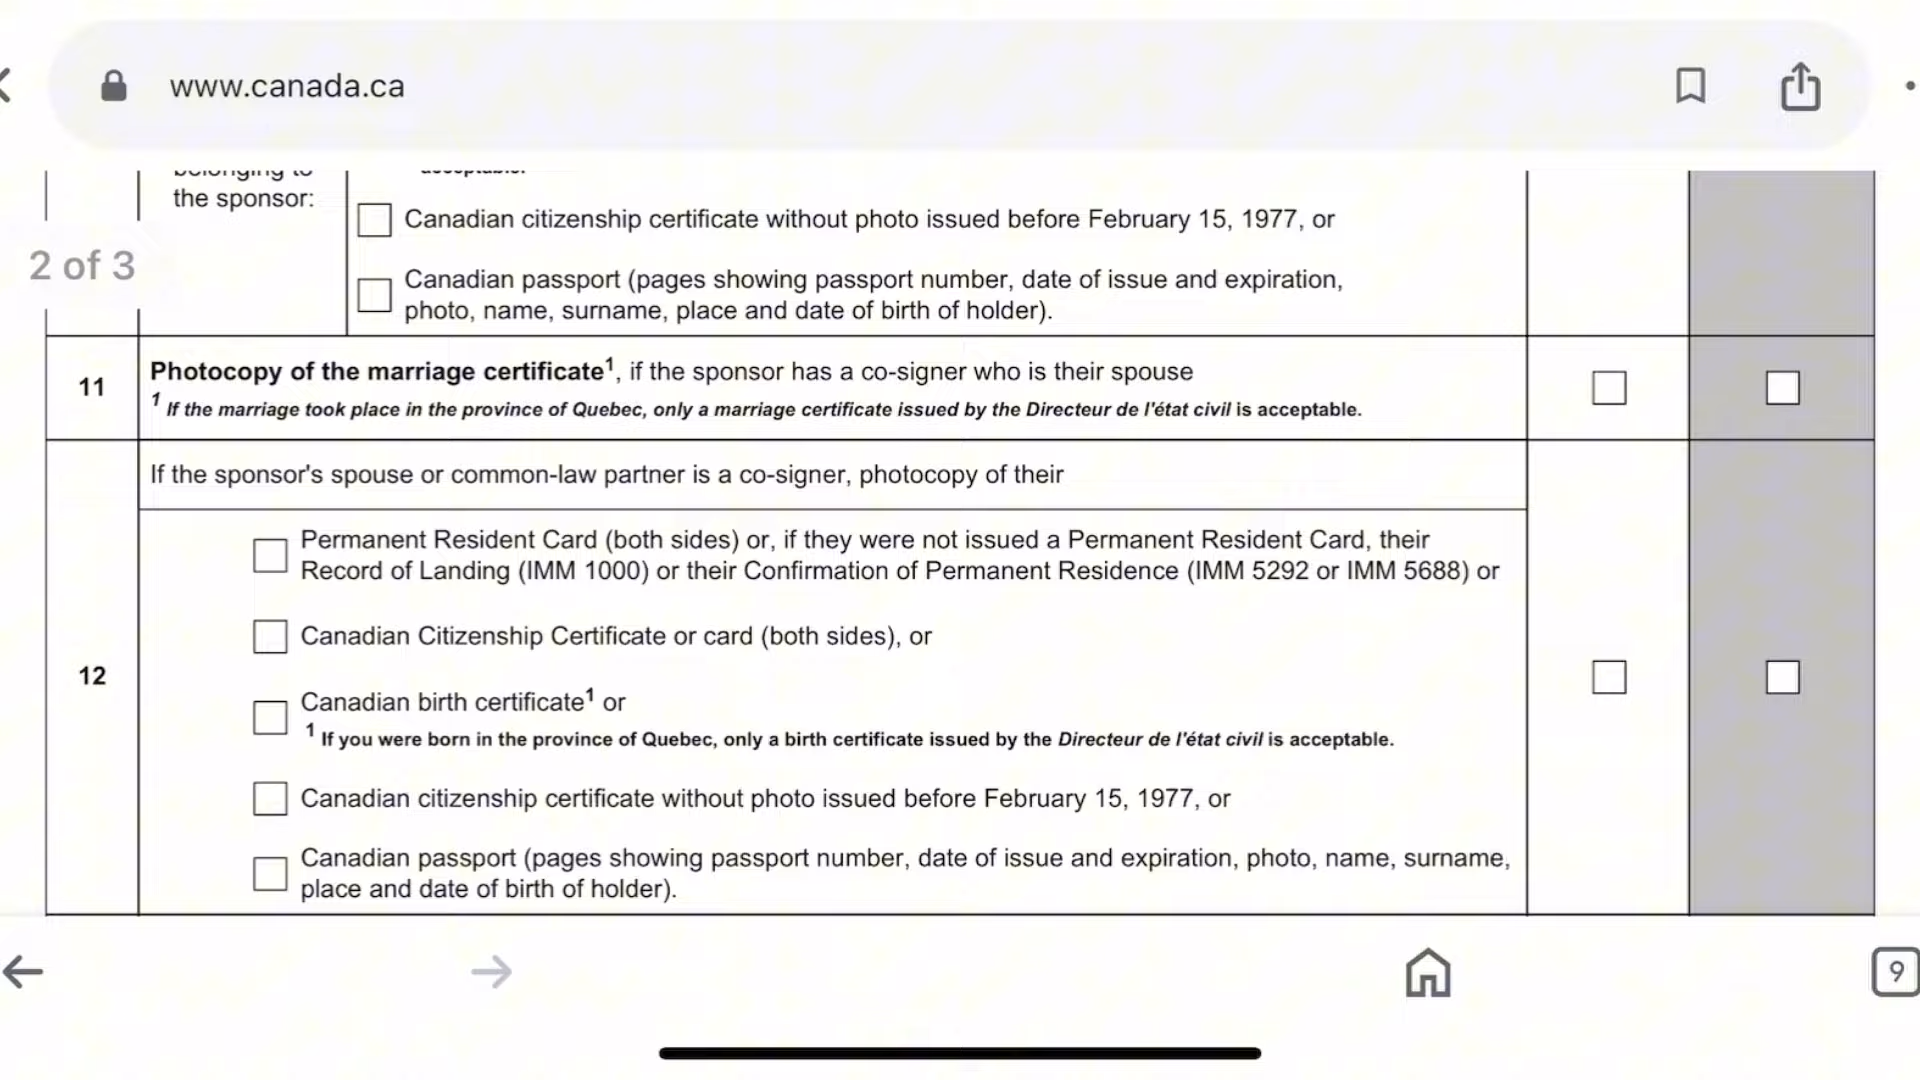 www.canada.ca
belonging to
the sponsor:
acceptable.
Canadian citizenship certificate without photo issued before February 15, 1977, or
2 of 3
Canadian passport (pages showing passport number, date of issue and expiration,
photo, name, surname, place and date of birth of holder).
11
Photocopy of the marriage certificate¹, if the sponsor has a co-signer who is their spouse
¹ If the marriage took place in the province of Quebec, only a marriage certificate issued by the Directeur de l'état civil is acceptable.
If the sponsor's spouse or common-law partner is a co-signer, photocopy of their
Permanent Resident Card (both sides) or, if they were not issued a Permanent Resident Card, their
Record of Landing (IMM 1000) or their Confirmation of Permanent Residence (IMM 5292 or IMM 5688) or
Canadian Citizenship Certificate or card (both sides), or
12
Canadian birth certificate¹ or
¹ If you were born in the province of Quebec, only a birth certificate issued by the Directeur de l'état civil is acceptable.
Canadian citizenship certificate without photo issued before February 15, 1977, or
Canadian passport (pages showing passport number, date of issue and expiration, photo, name, surname,
place and date of birth of holder).
9